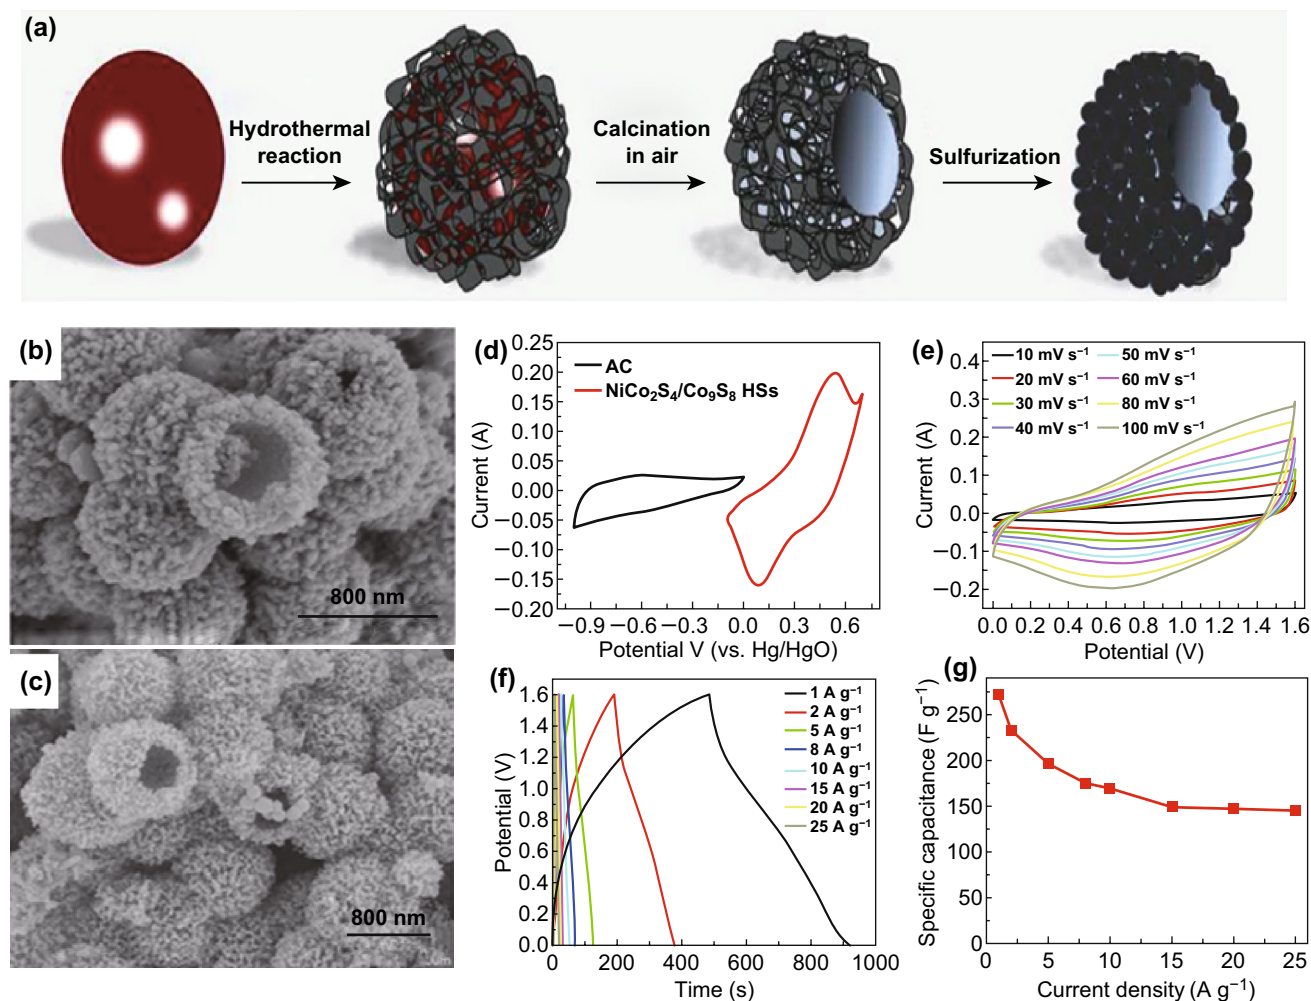 (a)
Hydrothermal
reaction
Calcination
in air
Sulfurization
(b)
800 nm
(c)
800 nm
(d)
0.25
0.20
0.15
0.10
0.05
0.00
−0.05
−0.10
−0.15
−0.20
Current (A)
AC
NiCo₂S₄/Co₉S₈ HSs
−0.9 −0.6 −0.3 0.0 0.3 0.6
Potential V (vs. Hg/HgO)
(e)
0.4
0.3
0.2
0.1
0.0
−0.1
−0.2
Current (A)
10 mV s⁻¹ 50 mV s⁻¹
20 mV s⁻¹ 60 mV s⁻¹
30 mV s⁻¹ 80 mV s⁻¹
40 mV s⁻¹ 100 mV s⁻¹
0.0 0.2 0.4 0.6 0.8 1.0 1.2 1.4 1.6
Potential (V)
(f)
1.6
1.4
1.2
1.0
0.8
0.6
0.4
0.2
0.0
Potential (V)
1 A g⁻¹
2 A g⁻¹
5 A g⁻¹
8 A g⁻¹
10 A g⁻¹
15 A g⁻¹
20 A g⁻¹
25 A g⁻¹
0 200 400 600 800 1000
Time (s)
(g)
250
200
150
100
50
0
Specific capacitance (F g⁻¹)
5 10 15 20 25
Current density (A g⁻¹)